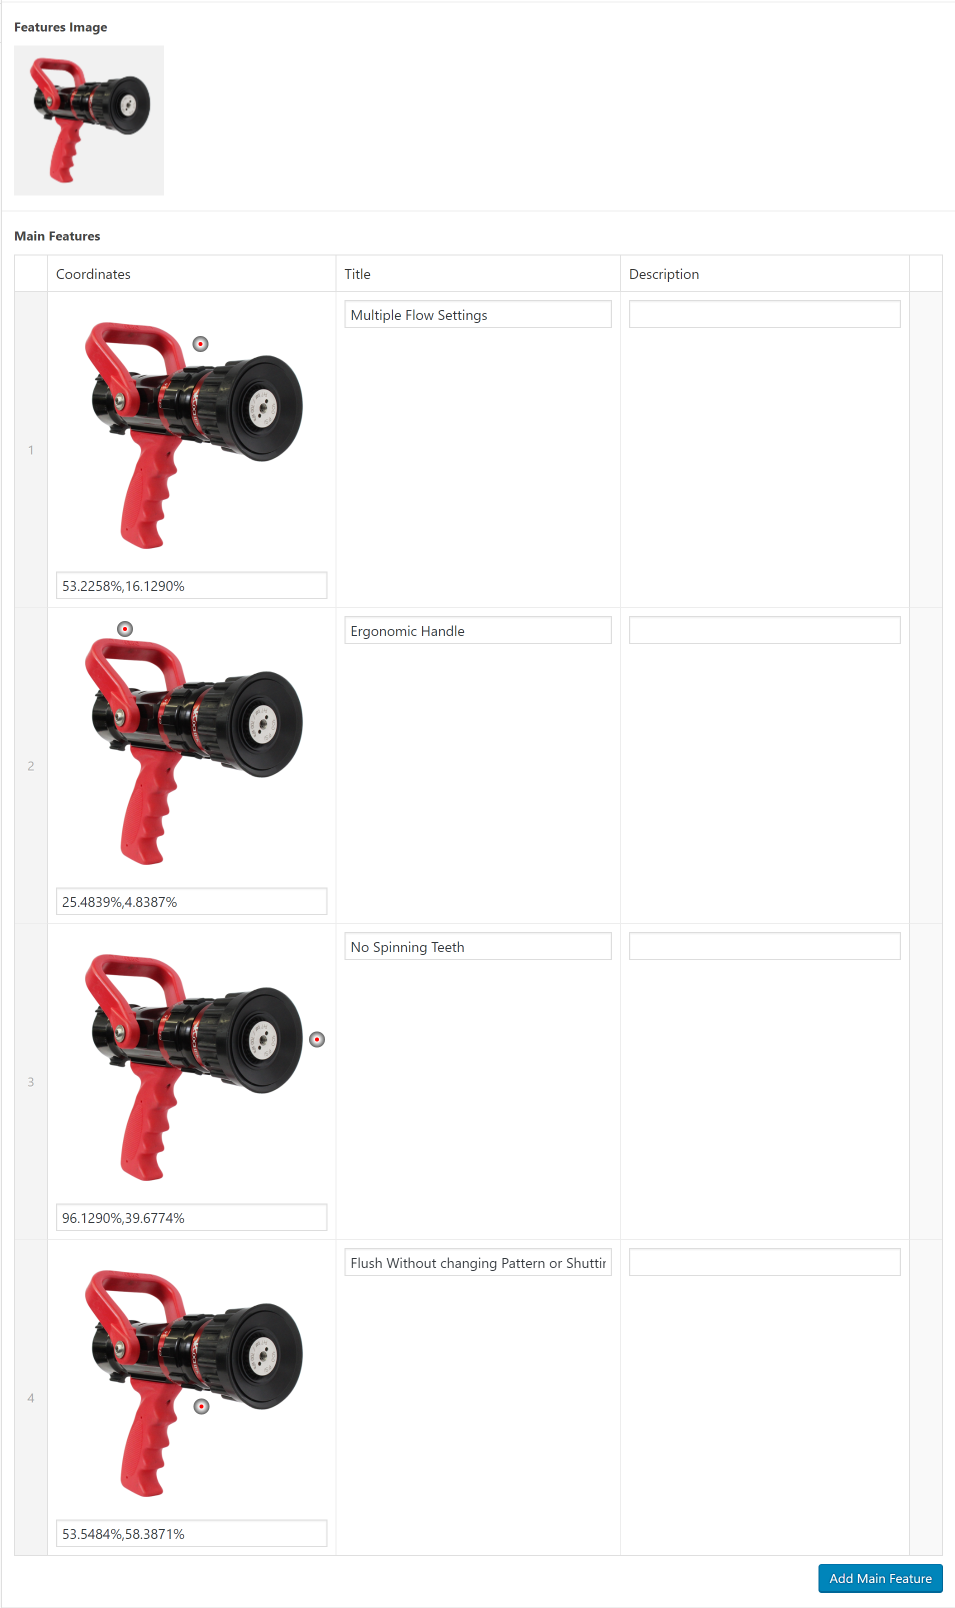 Features Image
Main Features
Coordinates
Title
Description
1
Multiple Flow Settings
53.2258%,16.1290%
2
Ergonomic Handle
25.4839%,4.8387%
3
No Spinning Teeth
96.1290%,39.6774%
4
Flush Without changing Pattern or Shuttin
53.5484%,58.3871%
Add Main Feature